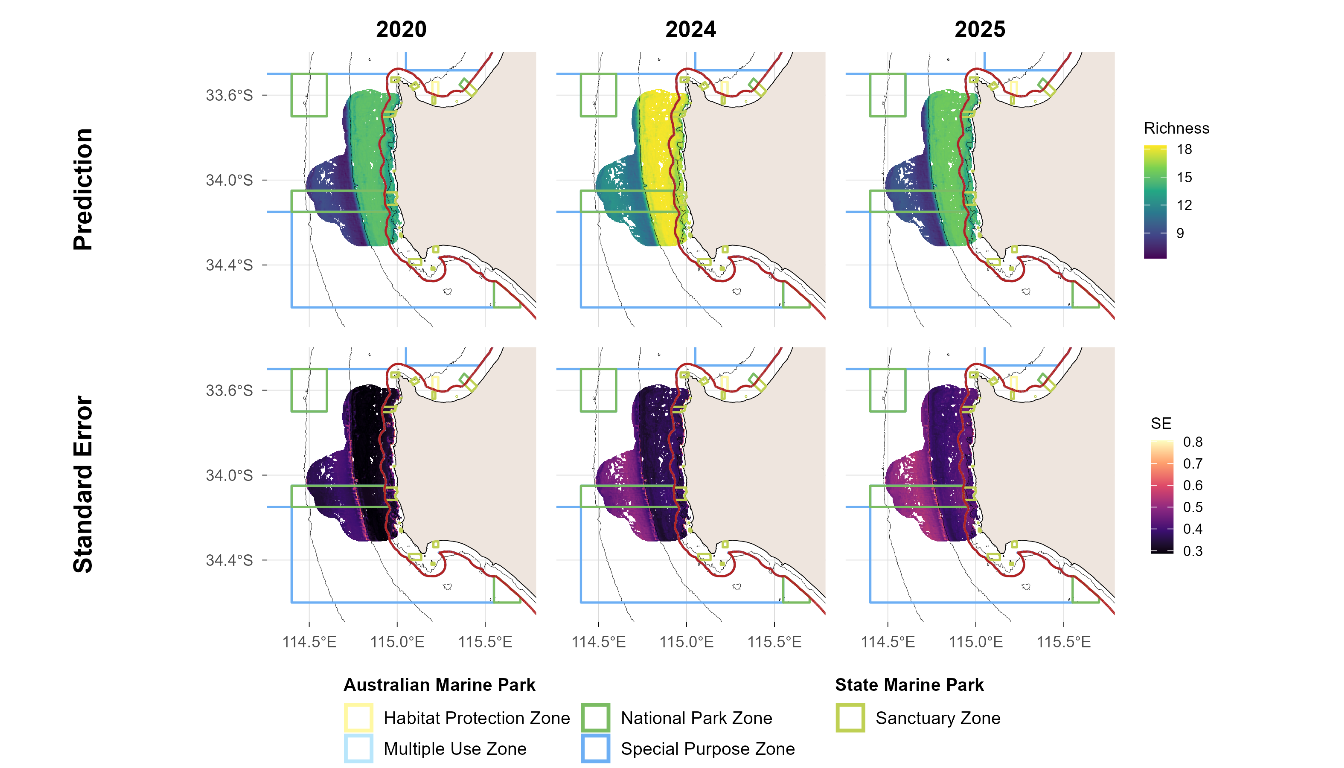 2020 2024 2025
Prediction
33.6°S
34.0°S
34.4°S
Richness
18
15
12
9
Standard Error
33.6°S
34.0°S
34.4°S
SE
0.8
0.7
0.6
0.5
0.4
0.3
114.5°E 115.0°E 115.5°E 114.5°E 115.0°E 115.5°E 114.5°E 115.0°E 115.5°E
Australian Marine Park State Marine Park
Habitat Protection Zone National Park Zone Sanctuary Zone
Multiple Use Zone Special Purpose Zone